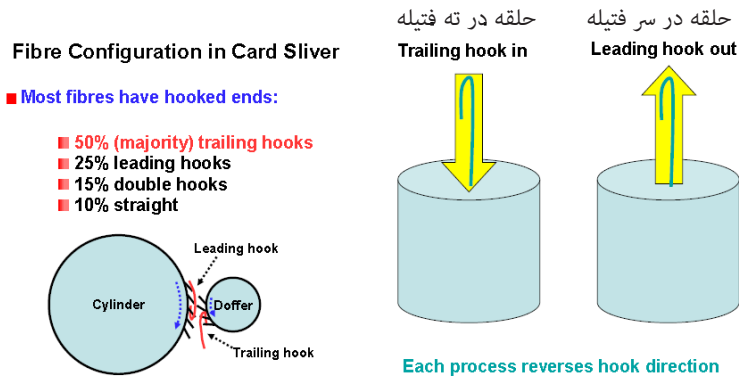 Fibre Configuration in Card Sliver
Most fibres have hooked ends:
50% (majority) trailing hooks
25% leading hooks
15% double hooks
10% straight
Leading hook
Cylinder
Doffer
Trailing hook
حلقه در ته فتیله
Trailing hook in
حلقه در سر فتیله
Leading hook out
Each process reverses hook direction